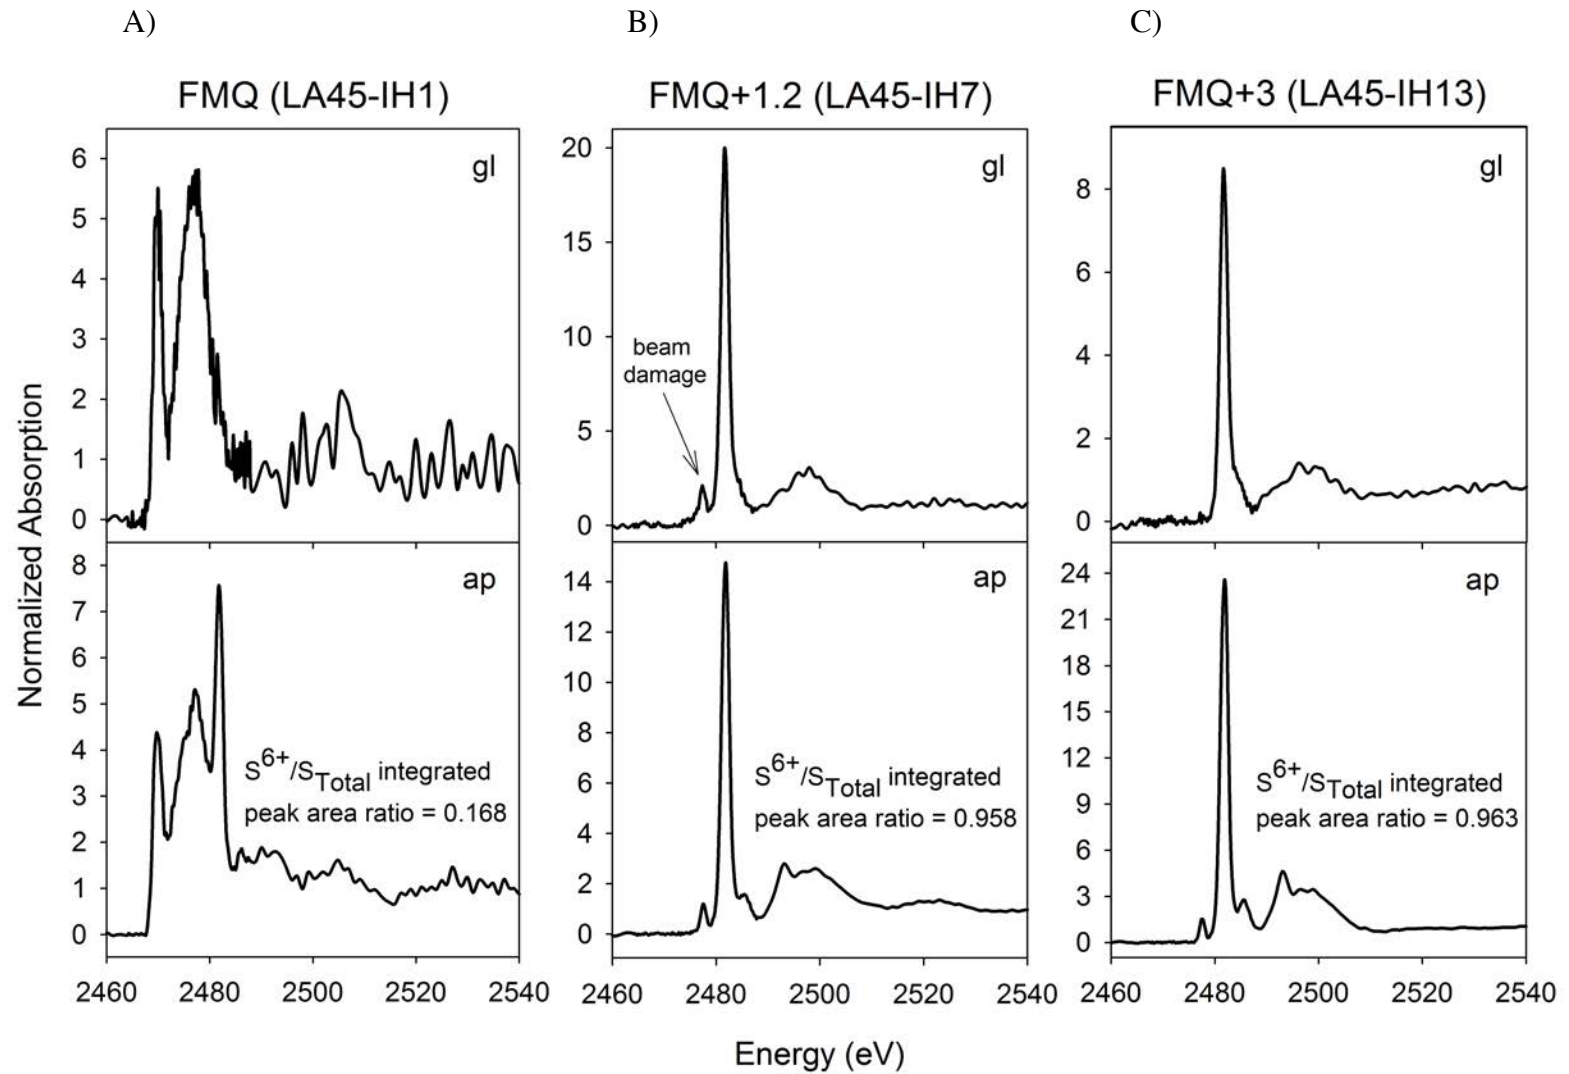 A)
B)
C)
FMQ (LA45-IH1)
FMQ+1.2 (LA45-IH7)
FMQ+3 (LA45-IH13)
Normalized Absorption
gl
6
5
4
3
2
1
0
gl
20
15
10
5
0
beam
damage
gl
8
6
4
2
0
ap
8
7
6
5
4
3
2
1
0
S6+/STotal integrated
peak area ratio = 0.168
2460 2480 2500 2520 2540
ap
14
12
10
8
6
4
2
0
S6+/STotal integrated
peak area ratio = 0.958
2460 2480 2500 2520 2540
ap
24
21
18
15
12
9
6
3
0
S6+/STotal integrated
peak area ratio = 0.963
2460 2480 2500 2520 2540
Energy (eV)